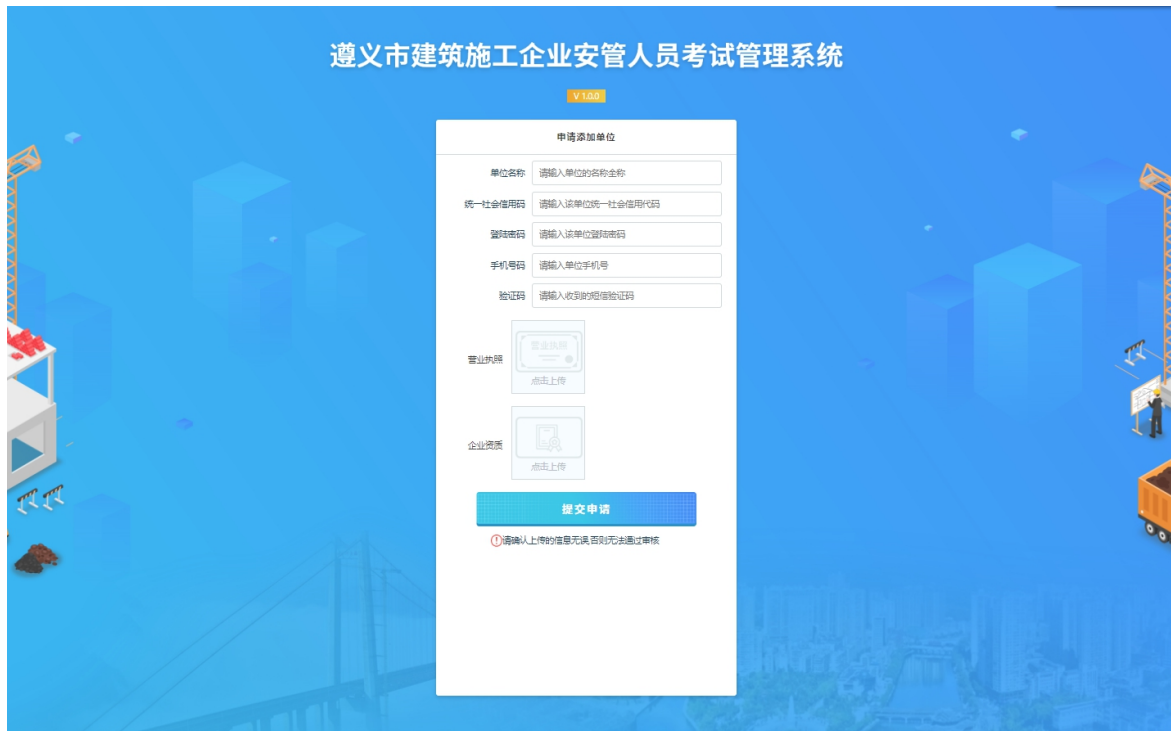 遵义市建筑施工企业安管人员考试管理系统
V 1.0.0
申请添加单位
单位名称 请输入单位的名称全称
统一社会信用码 请输入该单位统一社会信用代码
登陆密码 请输入该单位登陆密码
手机号码 请输入单位手机号
验证码 请输入收到的短信验证码
营业执照
营业执照
点击上传
企业资质
点击上传
提交申请
请确认上传的信息无误,否则无法通过审核